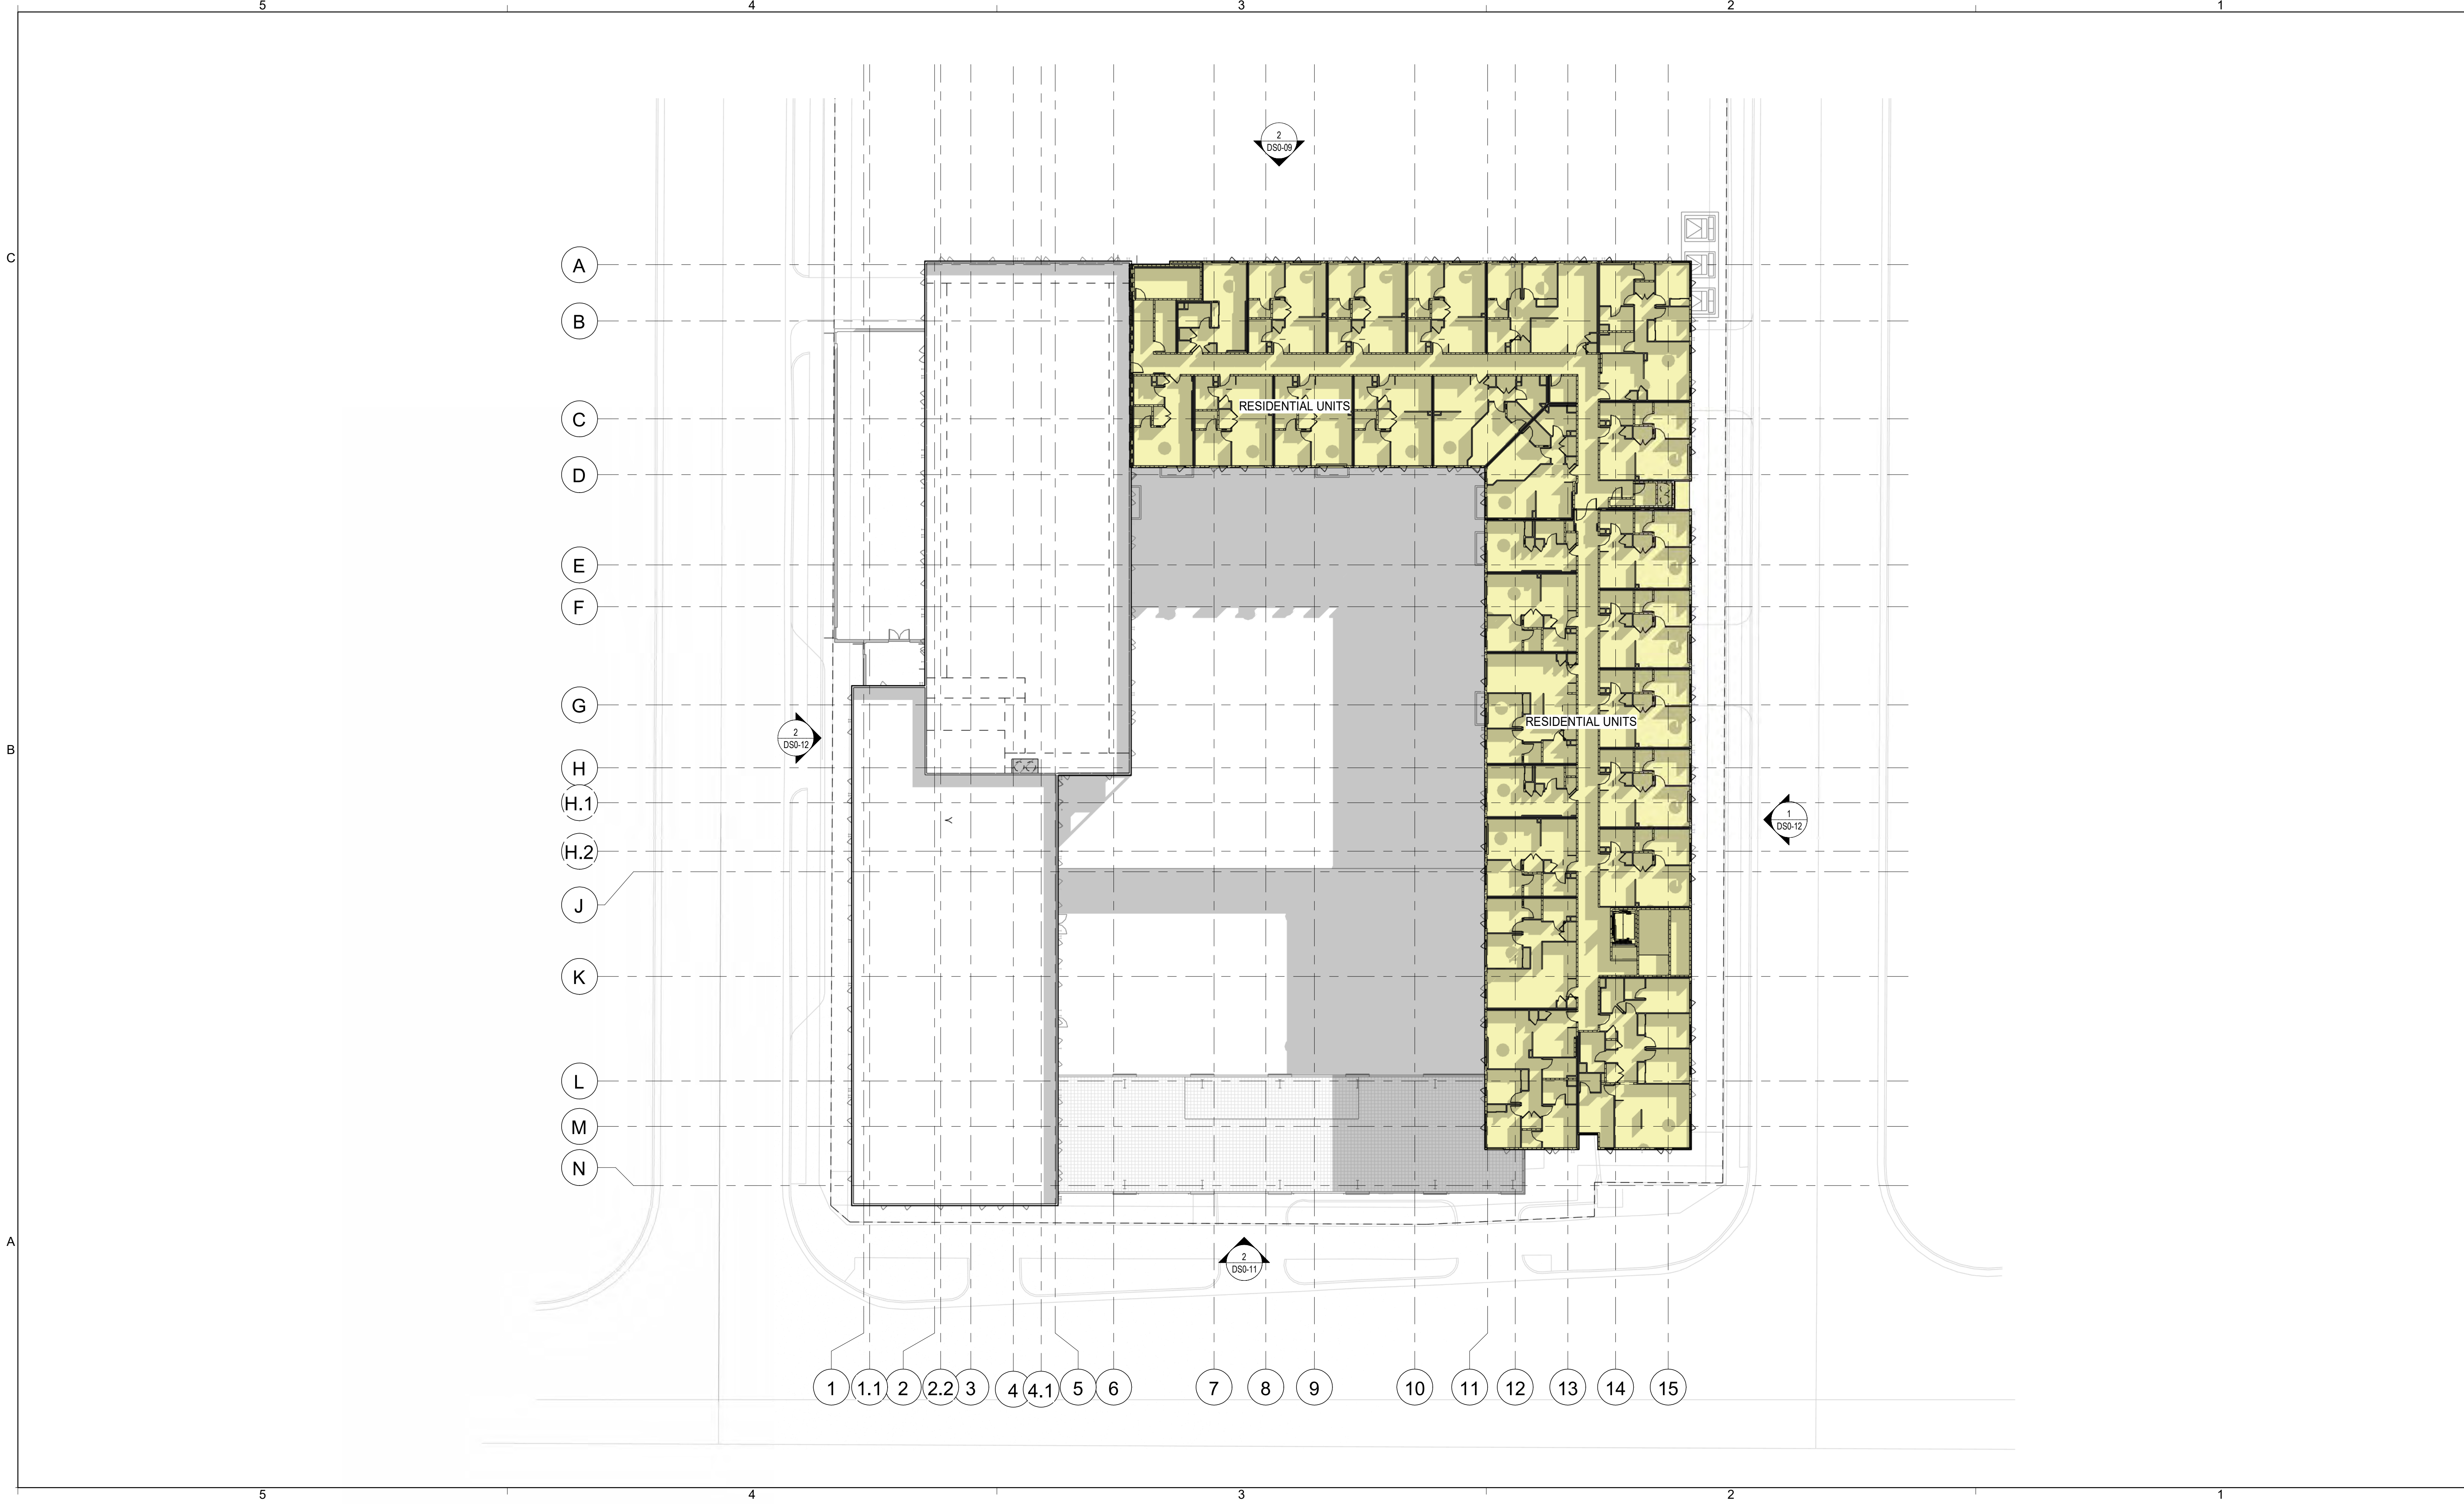 5 4 3 2 1
2
DS0-09
C
A
B
RESIDENTIAL UNITS
C
D
E
F
G
RESIDENTIAL UNITS
2
DS0-12
B
H
H.1
1
DS0-12
H.2
J
K
L
M
N
A
2
DS0-11
1 1.1 2 2.2 3 4 4.1 5 6 7 8 9 10 11 12 13 14 15
5 4 3 2 1